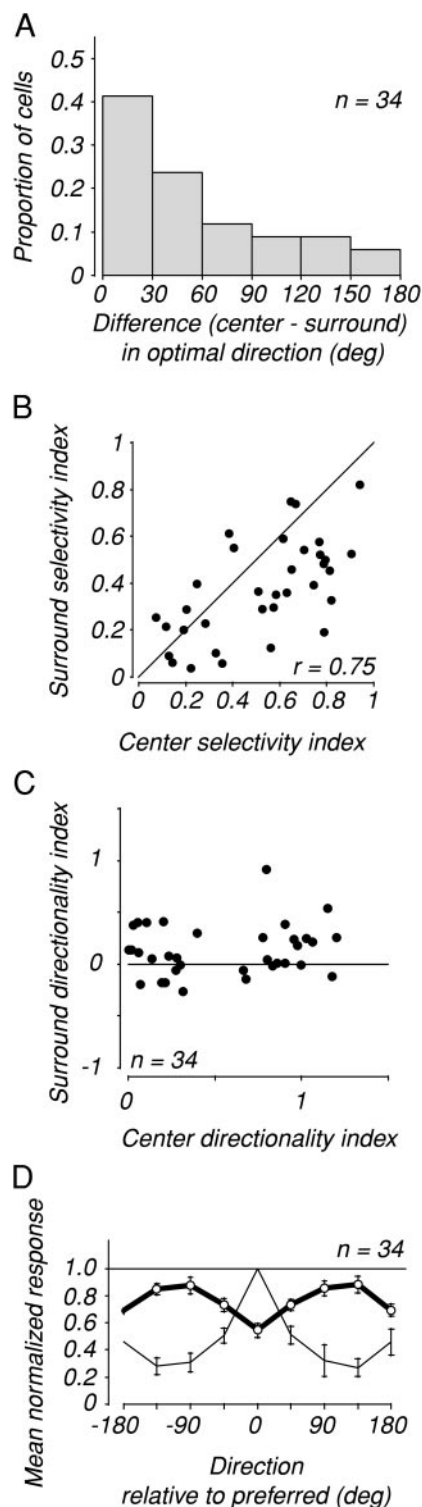 A
Proportion of cells
0.5
0.4
0.3
0.2
0.1
0
n = 34
0 30 60 90 120 150 180
Difference (center - surround)
in optimal direction (deg)
B
Surround selectivity index
1
0.8
0.6
0.4
0.2
0
r = 0.75
0 0.2 0.4 0.6 0.8 1
Center selectivity index
C
Surround directionality index
1
0
-1
n = 34
0 1
Center directionality index
D
Mean normalized response
n = 34
1.0
0.8
0.6
0.4
0.2
0
-180 -90 0 90 180
Direction
relative to preferred (deg)